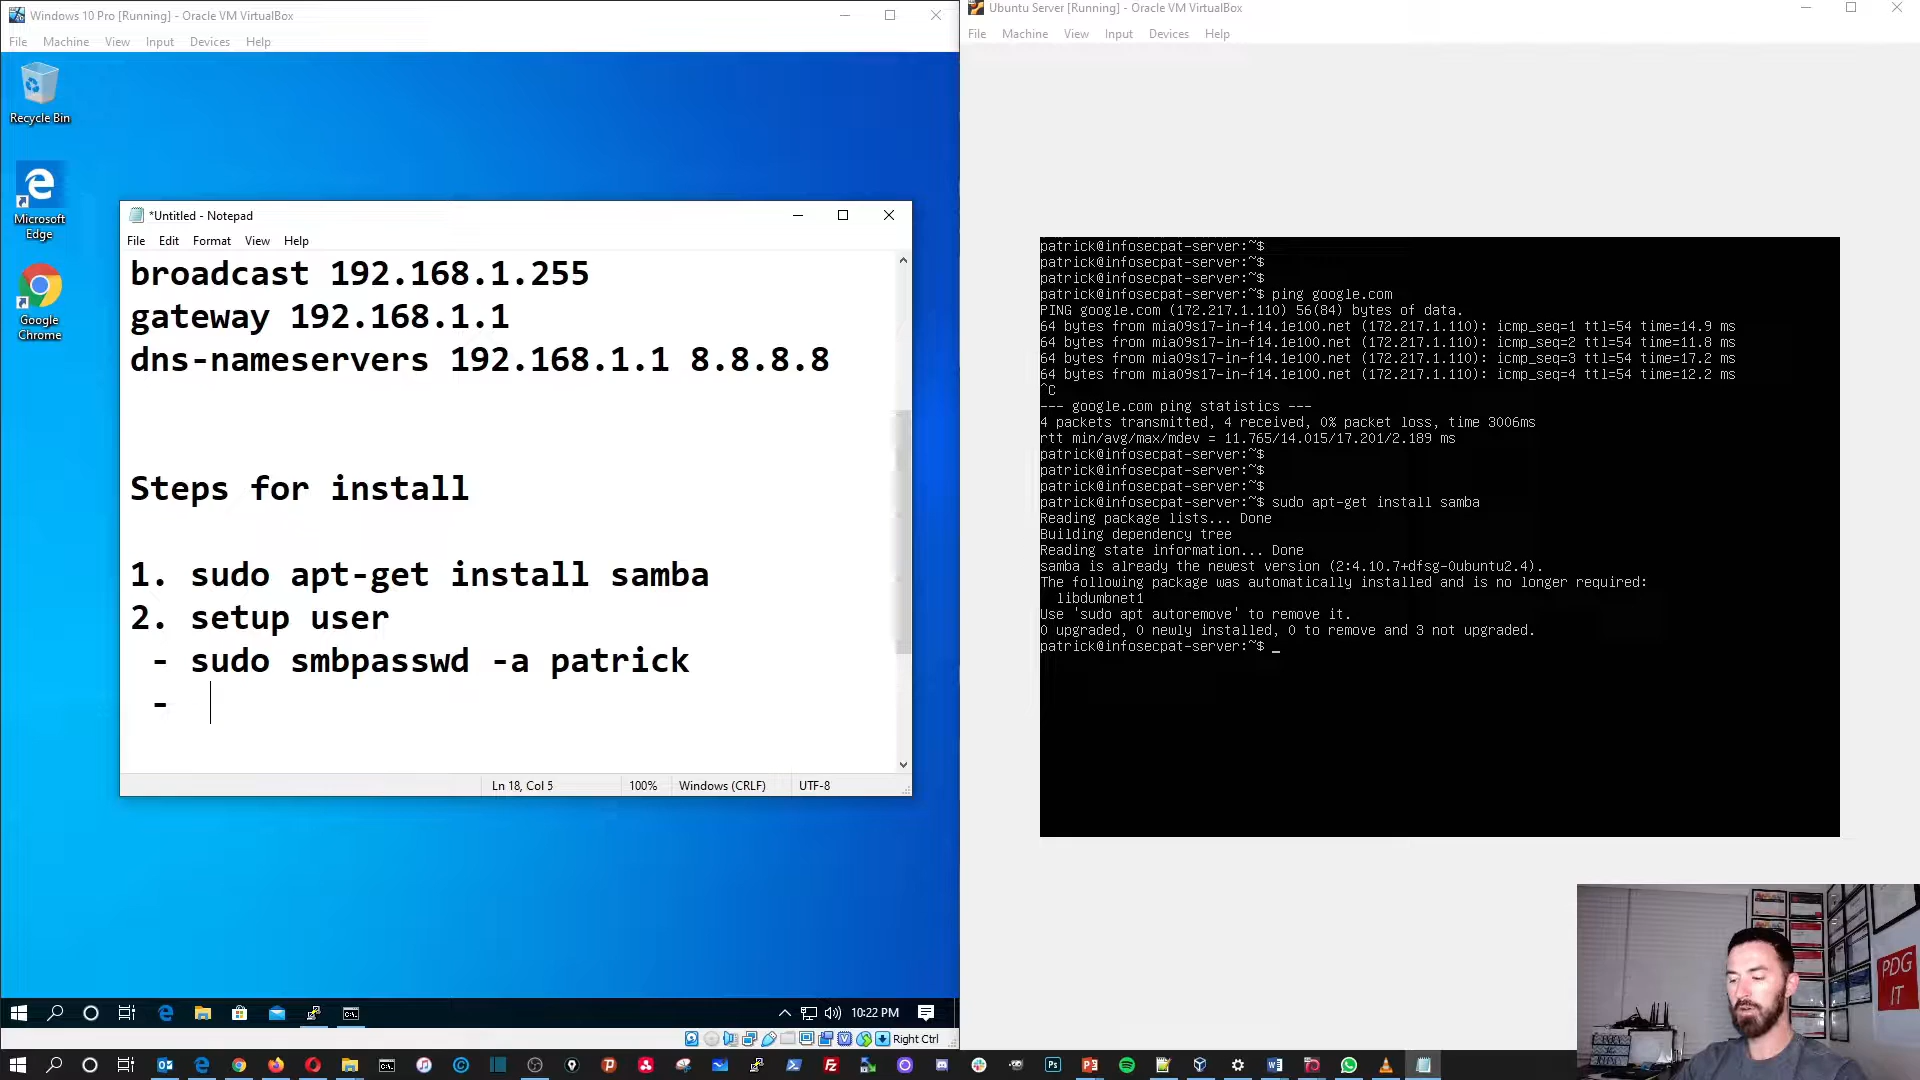 Windows 10 Pro [Running] - Oracle VM VirtualBox
File Machine View Input Devices Help
Recycle Bin
Microsoft
Edge
Google
Chrome
*Untitled - Notepad
File Edit Format View Help
broadcast 192.168.1.255
gateway 192.168.1.1
dns-nameservers 192.168.1.1 8.8.8.8
Steps for install
1. sudo apt-get install samba
2. setup user
- sudo smbpasswd -a patrick
-
Ln 18, Col 5 100% Windows (CRLF) UTF-8
10:22 PM
Right Ctrl
Ubuntu Server [Running] - Oracle VM VirtualBox
File Machine View Input Devices Help
patrick@infosecpat-server:~$
patrick@infosecpat-server:~$
patrick@infosecpat-server:~$
patrick@infosecpat-server:~$ ping google.com
PING google.com (172.217.1.110) 56(84) bytes of data.
64 bytes from mia09s17-in-f14.1e100.net (172.217.1.110): icmp_seq=1 ttl=54 time=14.9 ms
64 bytes from mia09s17-in-f14.1e100.net (172.217.1.110): icmp_seq=2 ttl=54 time=11.8 ms
64 bytes from mia09s17-in-f14.1e100.net (172.217.1.110): icmp_seq=3 ttl=54 time=17.2 ms
64 bytes from mia09s17-in-f14.1e100.net (172.217.1.110): icmp_seq=4 ttl=54 time=12.2 ms
^C
--- google.com ping statistics ---
4 packets transmitted, 4 received, 0% packet loss, time 3006ms
rtt min/avg/max/mdev = 11.765/14.015/17.201/2.189 ms
patrick@infosecpat-server:~$
patrick@infosecpat-server:~$
patrick@infosecpat-server:~$
patrick@infosecpat-server:~$ sudo apt-get install samba
Reading package lists... Done
Building dependency tree
Reading state information... Done
samba is already the newest version (2:4.10.7+dfsg-0ubuntu2.4).
The following package was automatically installed and is no longer required:
libdumbnet1
Use 'sudo apt autoremove' to remove it.
0 upgraded, 0 newly installed, 0 to remove and 3 not upgraded.
patrick@infosecpat-server:~$ _
PDG
IT